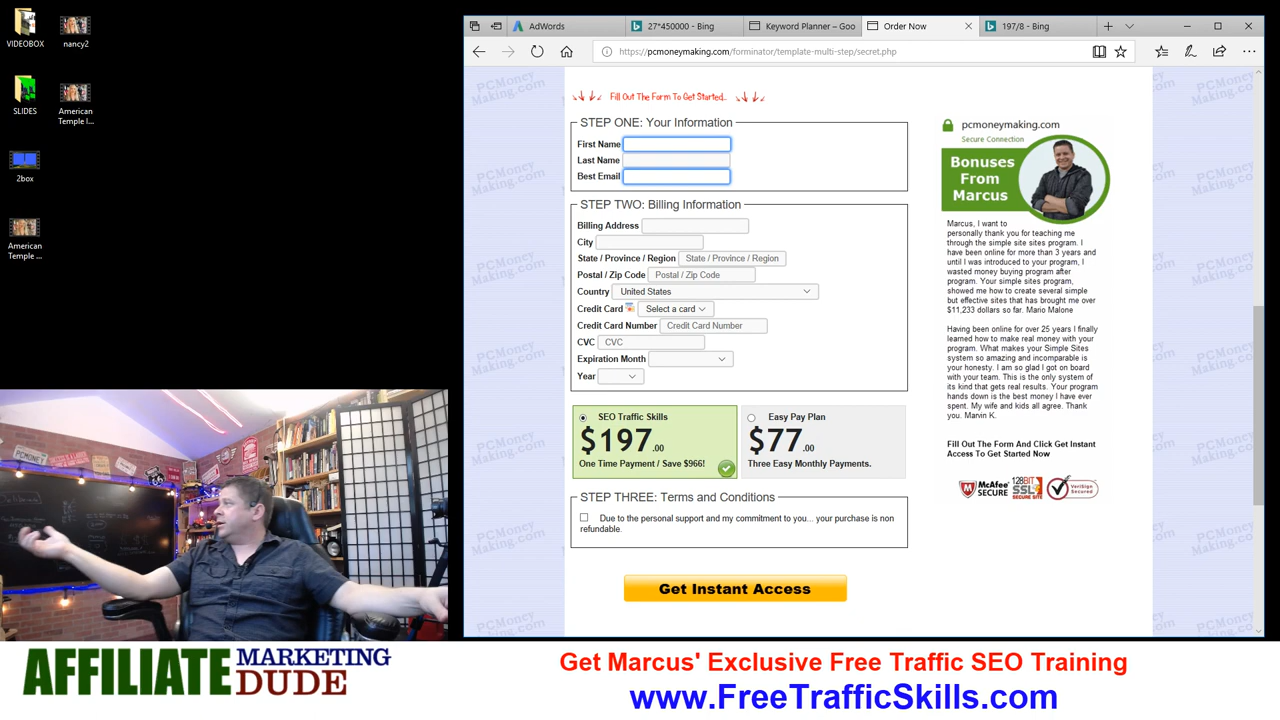 VIDEOBOX
nancy2
SLIDES
American
Temple I...
2box
American
Temple ...
AdWords
27*450000 - Bing
Keyword Planner – Goo
Order Now
197/8 - Bing
https://pcmoneymaking.com/forminator/template-multi-step/secret.php
PCMoney
Making.com
Fill Out The Form To Get Started...
STEP ONE: Your Information
First Name
Last Name
Best Email
STEP TWO: Billing Information
Billing Address
City
State / Province / Region State / Province / Region
Postal / Zip Code Postal / Zip Code
Country United States
Credit Card Select a card
Credit Card Number Credit Card Number
CVC CVC
Expiration Month
Year
SEO Traffic Skills
$197.00
One Time Payment / Save $966!
Easy Pay Plan
$77.00
Three Easy Monthly Payments.
STEP THREE: Terms and Conditions
Due to the personal support and my commitment to you... your purchase is non
refundable.
Get Instant Access
pcmoneymaking.com
Secure Connection
Bonuses
From
Marcus
Marcus, I want to
personally thank you for teaching me
through the simple site sites program. I
have been online for more than 3 years and
until I was introduced to your program, I
wasted money buying program after
program. Your simple sites program,
showed me how to create several simple
but effective sites that has brought me over
$11,233 dollars so far. Mario Malone
Having been online for over 25 years I finally
learned how to make real money with your
program. What makes your Simple Sites
system so amazing and incomparable is
your honesty. I am so glad I got on board
with your team. This is the only system of
its kind that gets real results. Your program
hands down is the best money I have ever
spent. My wife and kids all agree. Thank
you. Marvin K.
Fill Out The Form And Click Get Instant
Access To Get Started Now
McAfee
SECURE
128BIT
SSL
SECURE SITE
VeriSign
Secured
AFFILIATE MARKETING
DUDE
Get Marcus' Exclusive Free Traffic SEO Training
www.FreeTrafficSkills.com